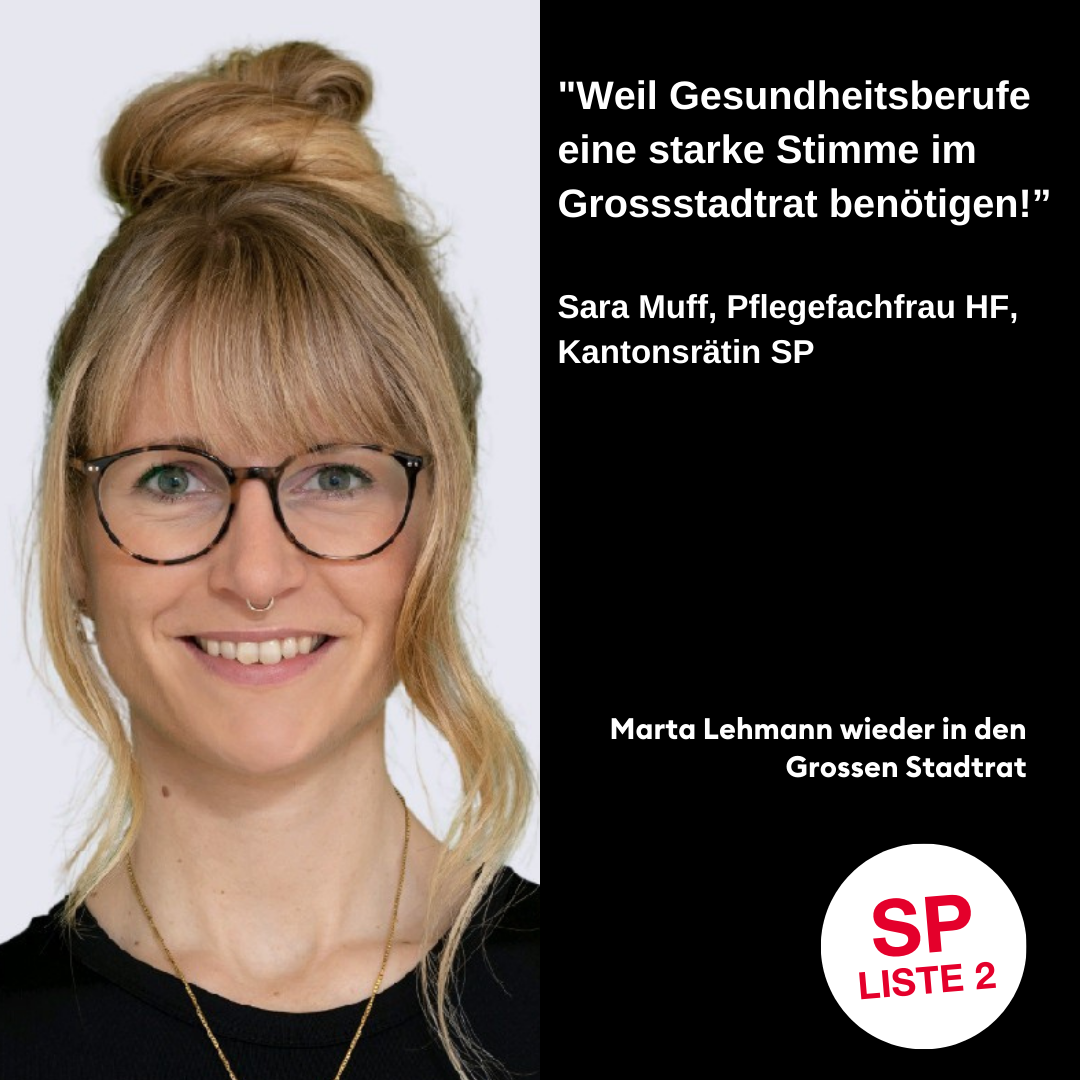 "Weil Gesundheitsberufe
eine starke Stimme im
Grossstadtrat benötigen!”
Sara Muff, Pflegefachfrau HF,
Kantonsrätin SP
Marta Lehmann wieder in den
Grossen Stadtrat
SP
LISTE 2